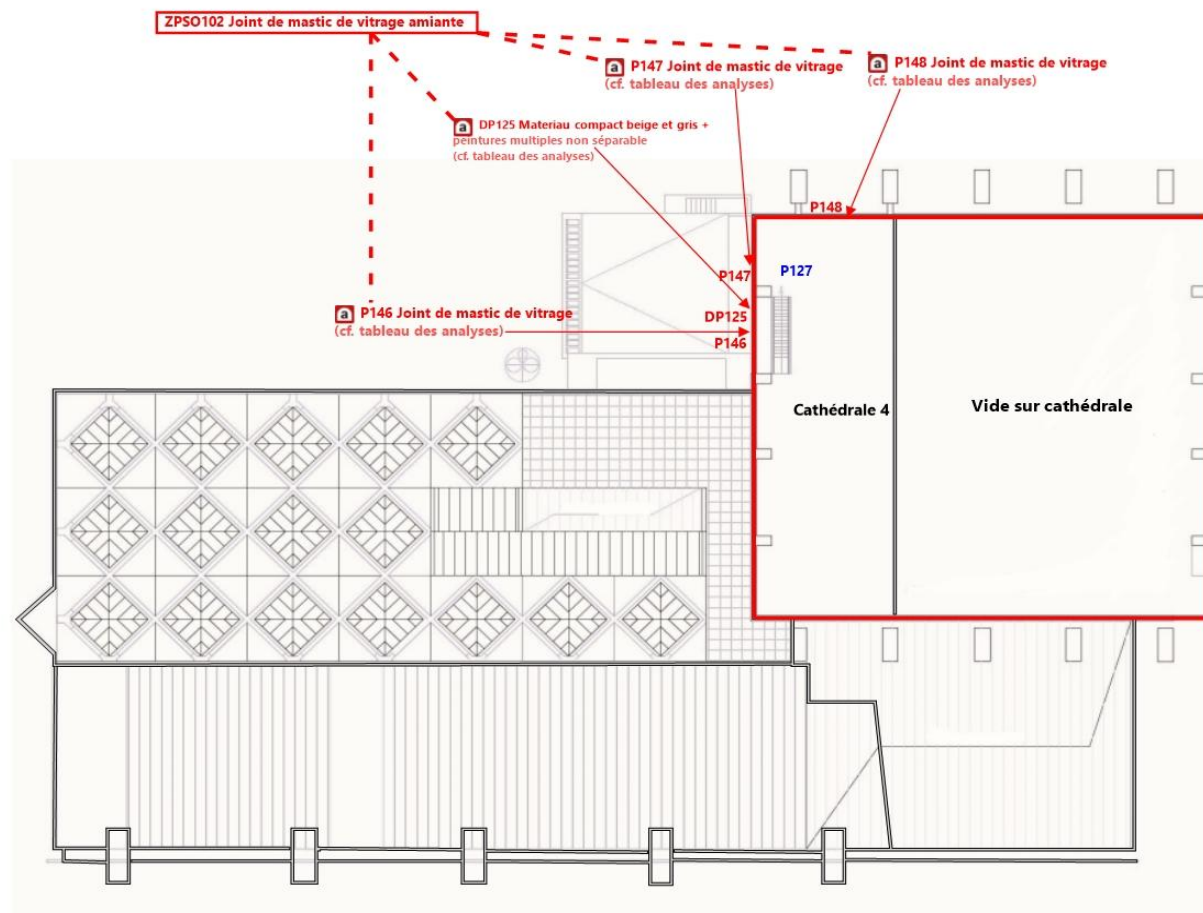 ZPSO102 Joint de mastic de vitrage amiante
a P147 Joint de mastic de vitrage
(cf. tableau des analyses)
a P148 Joint de mastic de vitrage
(cf. tableau des analyses)
a DP125 Materiau compact beige et gris +
peintures multiples non séparable
(cf. tableau des analyses)
P148
P147
P127
a P146 Joint de mastic de vitrage
(cf. tableau des analyses)
DP125
P146
Cathédrale 4
Vide sur cathédrale